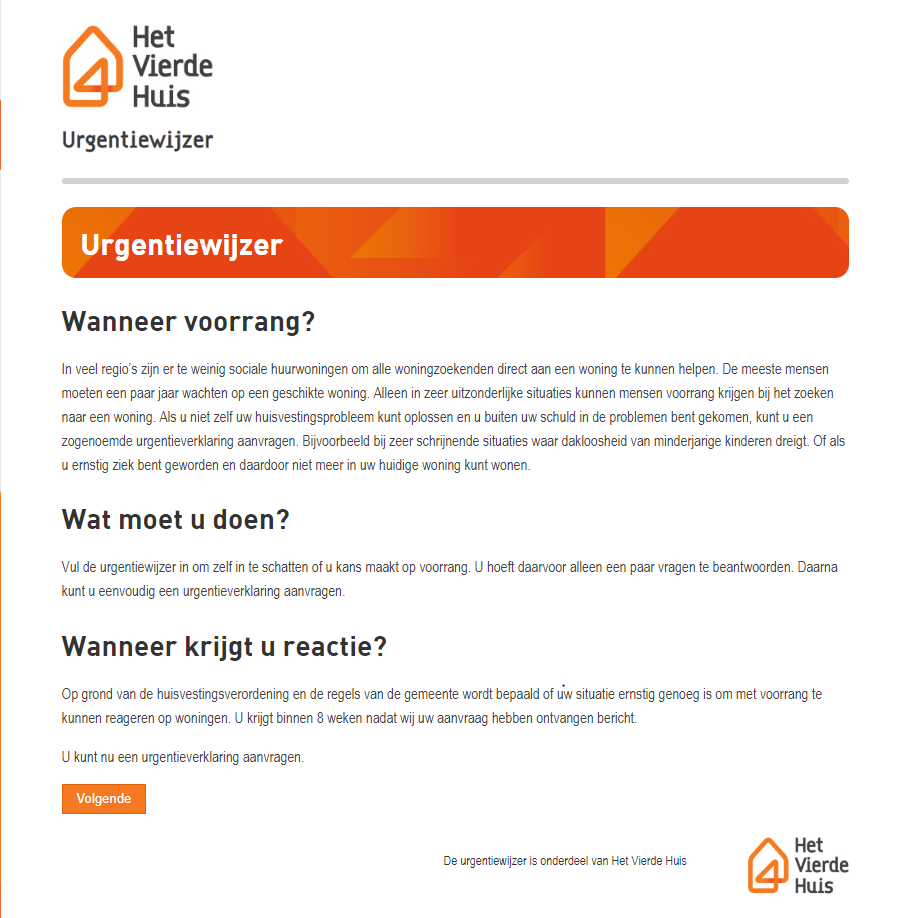 Het
Vierde
Huis
Urgentiewijzer
Urgentiewijzer
Wanneer voorrang?
In veel regio's zijn er te weinig sociale huurwoningen om alle woningzoekenden direct aan een woning te kunnen helpen. De meeste mensen
moeten een paar jaar wachten op een geschikte woning. Alleen in zeer uitzonderlijke situaties kunnen mensen voorrang krijgen bij het zoeken
naar een woning. Als u niet zelf uw huisvestingsprobleem kunt oplossen en u buiten uw schuld in de problemen bent gekomen, kunt u een
zogenoemde urgentieverklaring aanvragen. Bijvoorbeeld bij zeer schrijnende situaties waar dakloosheid van minderjarige kinderen dreigt. Of als
u ernstig ziek bent geworden en daardoor niet meer in uw huidige woning kunt wonen.
Wat moet u doen?
Vul de urgentiewijzer in om zelf in te schatten of u kans maakt op voorrang. U hoeft daarvoor alleen een paar vragen te beantwoorden. Daarna
kunt u eenvoudig een urgentieverklaring aanvragen.
Wanneer krijgt u reactie?
Op grond van de huisvestingsverordening en de regels van de gemeente wordt bepaald of uw situatie ernstig genoeg is om met voorrang te
kunnen reageren op woningen. U krijgt binnen 8 weken nadat wij uw aanvraag hebben ontvangen bericht.
U kunt nu een urgentieverklaring aanvragen.
Volgende
De urgentiewijzer is onderdeel van Het Vierde Huis
Het
Vierde
Huis